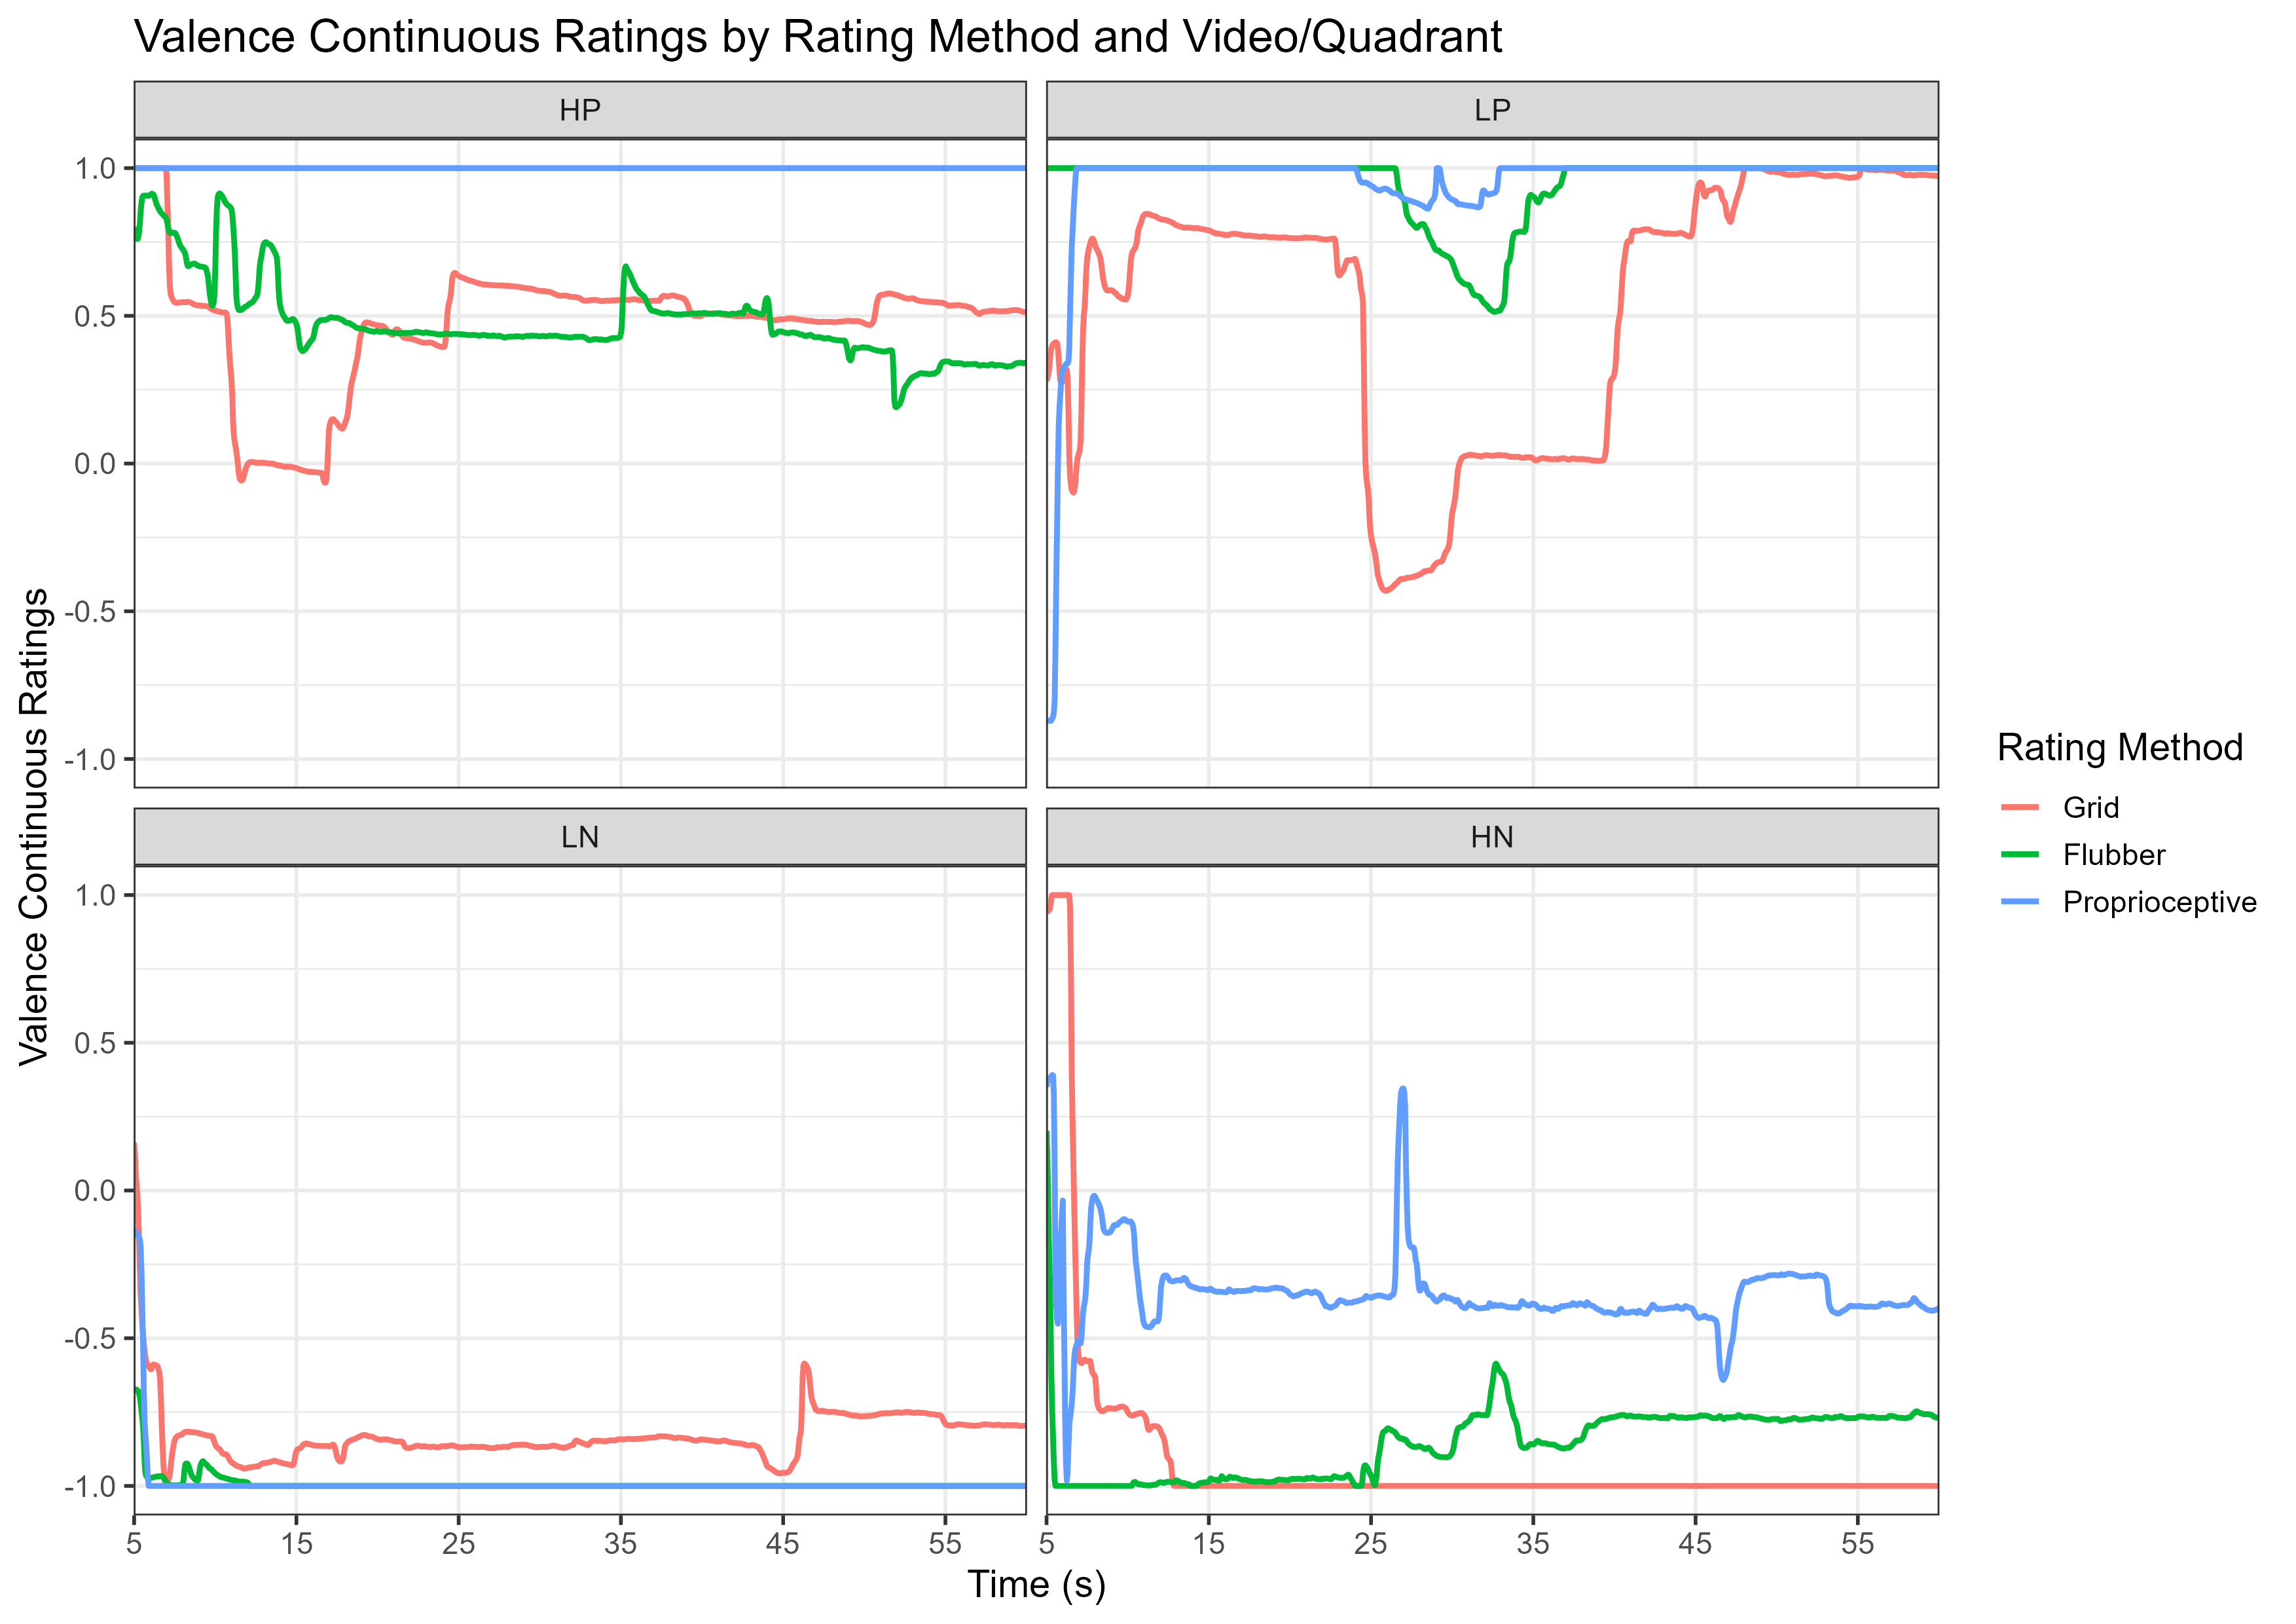 Valence Continuous Ratings by Rating Method and Video/Quadrant
HP
LP
1.0
0.5
0.0
-0.5
-1.0
LN
HN
1.0
0.5
0.0
-0.5
-1.0
5 15 25 35 45 55
5 15 25 35 45 55
Time (s)
Valence Continuous Ratings
Rating Method
Grid
Flubber
Proprioceptive